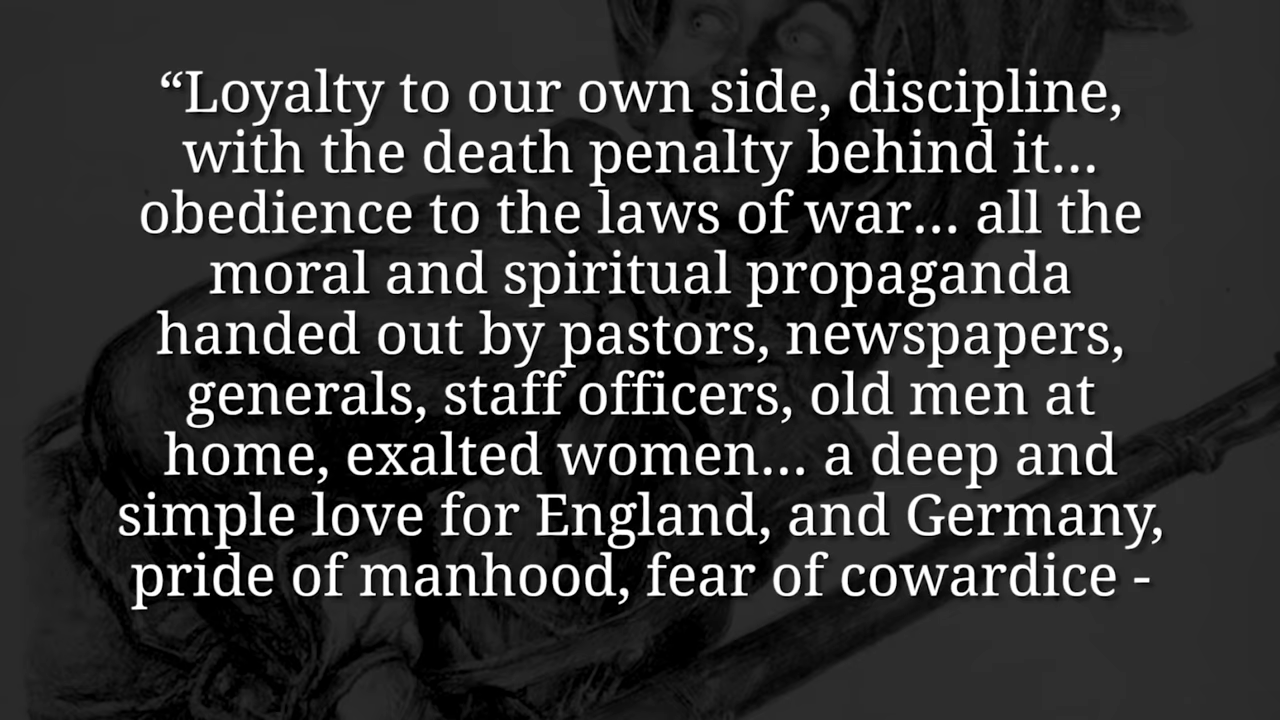 “Loyalty to our own side, discipline,
with the death penalty behind it...
obedience to the laws of war... all the
moral and spiritual propaganda
handed out by pastors, newspapers,
generals, staff officers, old men at
home, exalted women... a deep and
simple love for England, and Germany,
pride of manhood, fear of cowardice -